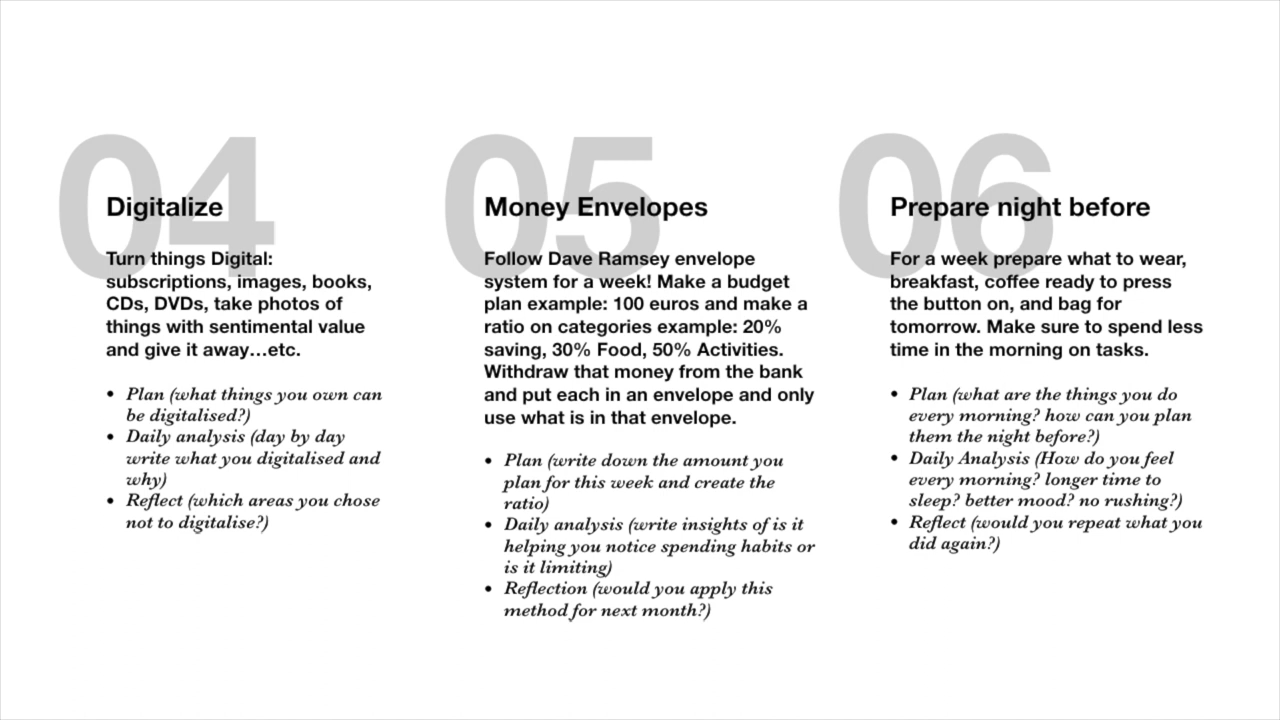 04
Digitalize
Turn things Digital:
subscriptions, images, books,
CDs, DVDs, take photos of
things with sentimental value
and give it away...etc.
• Plan (what things you own can
be digitalised?)
• Daily analysis (day by day
write what you digitalised and
why)
• Reflect (which areas you chose
not to digitalise?)
05
Money Envelopes
Follow Dave Ramsey envelope
system for a week! Make a budget
plan example: 100 euros and make a
ratio on categories example: 20%
saving, 30% Food, 50% Activities.
Withdraw that money from the bank
and put each in an envelope and only
use what is in that envelope.
• Plan (write down the amount you
plan for this week and create the
ratio)
• Daily analysis (write insights of is it
helping you notice spending habits or
is it limiting)
• Reflection (would you apply this
method for next month?)
06
Prepare night before
For a week prepare what to wear,
breakfast, coffee ready to press
the button on, and bag for
tomorrow. Make sure to spend less
time in the morning on tasks.
• Plan (what are the things you do
every morning? how can you plan
them the night before?)
• Daily Analysis (How do you feel
every morning? longer time to
sleep? better mood? no rushing?)
• Reflect (would you repeat what you
did again?)